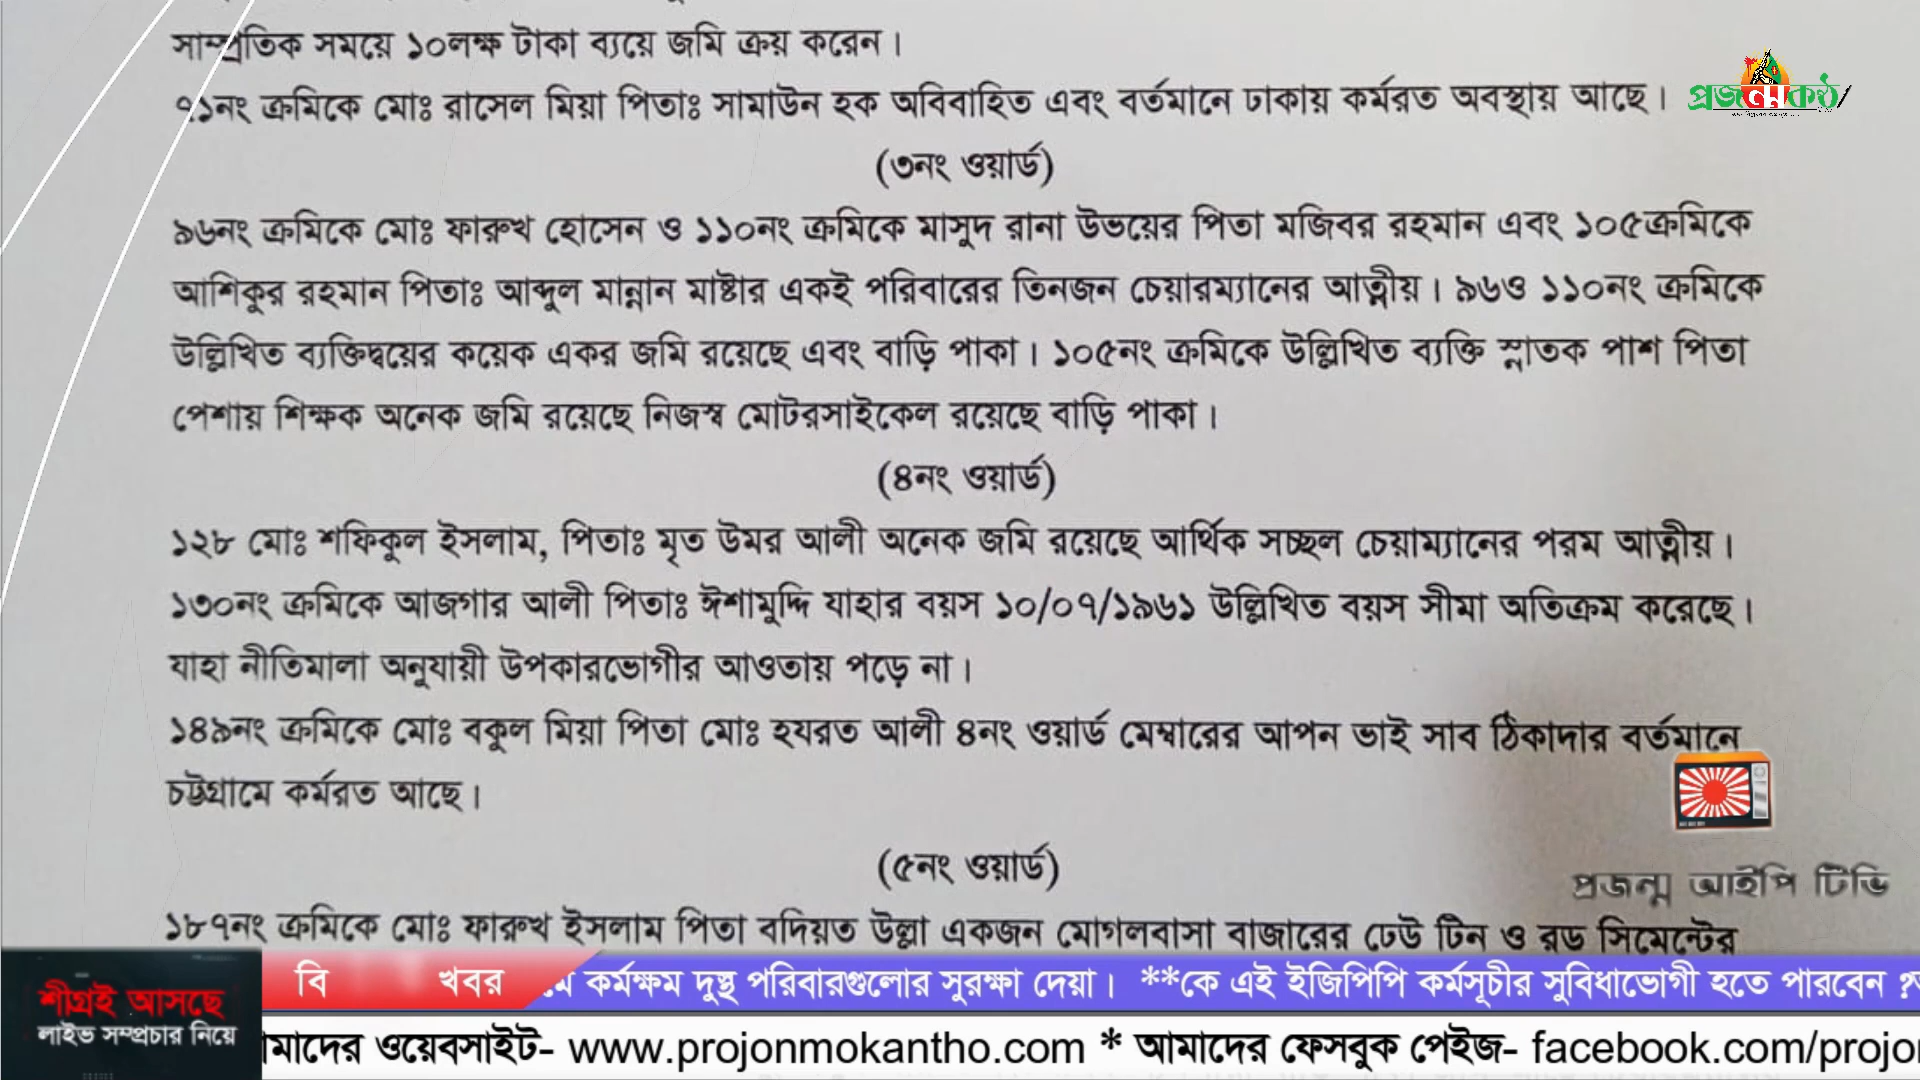 সাম্প্রতিক সময়ে ১০লক্ষ টাকা ব্যয়ে জমি ক্রয় করেন।
৭১নং ক্রমিকে মোঃ রাসেল মিয়া পিতাঃ সামাউন হক অবিবাহিত এবং বর্তমানে ঢাকায় কর্মরত অবস্থায় আছে।
প্রজন্মকণ্ঠ
(৩নং ওয়ার্ড)
৯৬নং ক্রমিকে মোঃ ফারুখ হোসেন ও ১১০নং ক্রমিকে মাসুদ রানা উভয়ের পিতা মজিবর রহমান এবং ১০৫ক্রমিকে
আশিকুর রহমান পিতাঃ আব্দুল মান্নান মাষ্টার একই পরিবারের তিনজন চেয়ারম্যানের আত্নীয়। ৯৬ও ১১০নং ক্রমিকে
উল্লিখিত ব্যক্তিদ্বয়ের কয়েক একর জমি রয়েছে এবং বাড়ি পাকা। ১০৫নং ক্রমিকে উল্লিখিত ব্যক্তি স্নাতক পাশ পিতা
পেশায় শিক্ষক অনেক জমি রয়েছে নিজস্ব মোটরসাইকেল রয়েছে বাড়ি পাকা।
(৪নং ওয়ার্ড)
১২৮ মোঃ শফিকুল ইসলাম, পিতাঃ মৃত উমর আলী অনেক জমি রয়েছে আর্থিক সচ্ছল চেয়াম্যানের পরম আত্নীয়।
১৩০নং ক্রমিকে আজগার আলী পিতাঃ ঈশামুদ্দি যাহার বয়স ১০/০৭/১৯৬১ উল্লিখিত বয়স সীমা অতিক্রম করেছে।
যাহা নীতিমালা অনুযায়ী উপকারভোগীর আওতায় পড়ে না।
১৪৯নং ক্রমিকে মোঃ বকুল মিয়া পিতা মোঃ হযরত আলী ৪নং ওয়ার্ড মেম্বারের আপন ভাই সাব ঠিকাদার বর্তমানে
চট্টগ্রামে কর্মরত আছে।
(৫নং ওয়ার্ড)
প্রজন্ম আইপি টিভি
১৮৭নং ক্রমিকে মোঃ ফারুখ ইসলাম পিতা বদিয়ত উল্লা একজন মোগলবাসা বাজারের ঢেউ টিন ও রড সিমেন্টের
বি খবর
মে কর্মক্ষম দুস্থ পরিবারগুলোর সুরক্ষা দেয়া। **কে এই ইজিপিপি কর্মসূচীর সুবিধাভোগী হতে পারবেন ?
শীগ্রই আসছে
লাইভ সম্প্রচার নিয়ে
মাদের ওয়েবসাইট- www.projonmokantho.com * আমাদের ফেসবুক পেইজ- facebook.com/projo